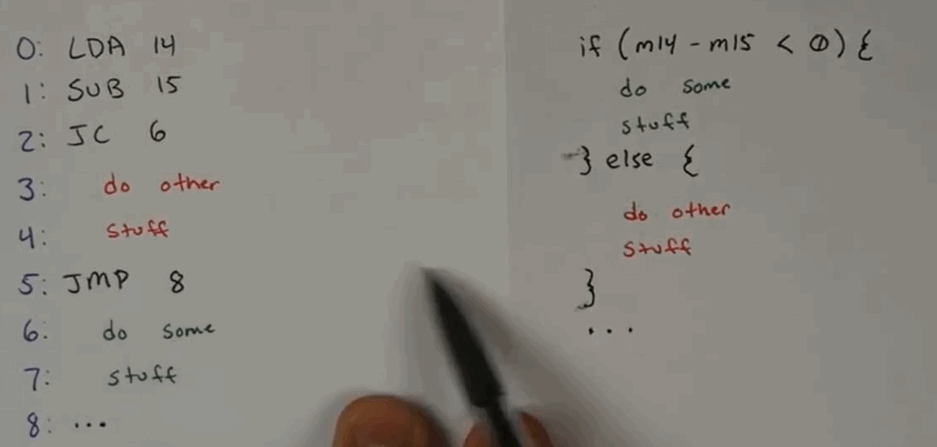 0: LDA 14
1: SUB 15
2: JC 6
3: do other
4: stuff
5: JMP 8
6: do some
7: stuff
8: ...
if (m14 - m15 < 0) {
do some
stuff
} else {
do other
stuff
}
...